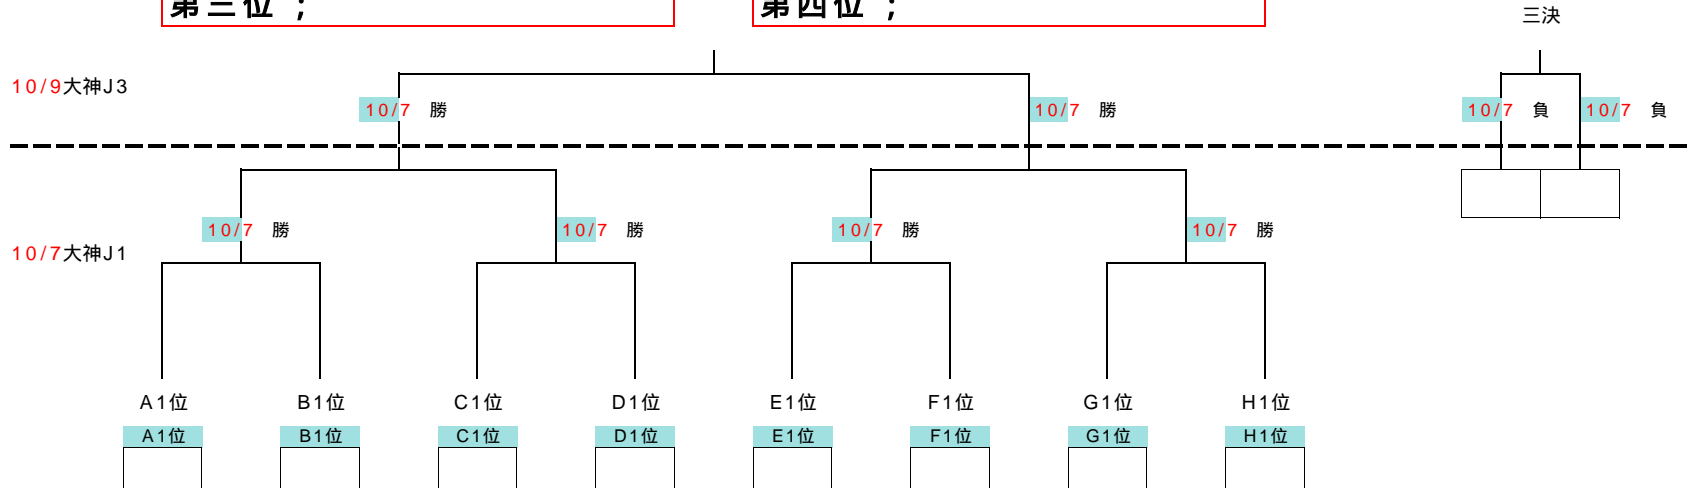 第三位；　第四位；
三決
10/9大神J3
10/7　勝　10/7　勝　10/7　負　10/7　負
10/7　勝　10/7　勝　10/7　勝　10/7　勝
10/7大神J1
A1位　B1位　C1位　D1位　E1位　F1位　G1位　H1位
A1位　B1位　C1位　D1位　E1位　F1位　G1位　H1位